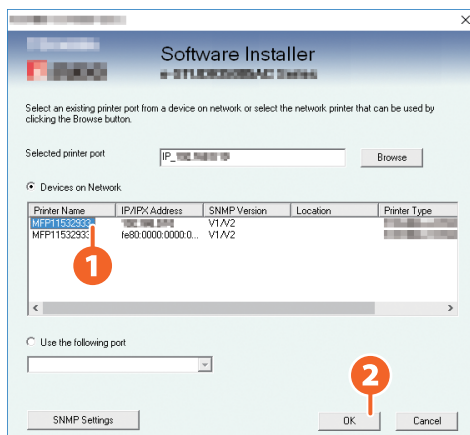 Software Installer
Select an existing printer port from a device on network or select the network printer that can be used by
clicking the Browse button.
Selected printer port
IP_
Browse
Devices on Network
Printer Name IP/IPX Address SNMP Version Location Printer Type
MFP11532933 V1/V2
MFP11532933 fe80:0000:0000:0... V1/V2
1
Use the following port
2
SNMP Settings
OK
Cancel